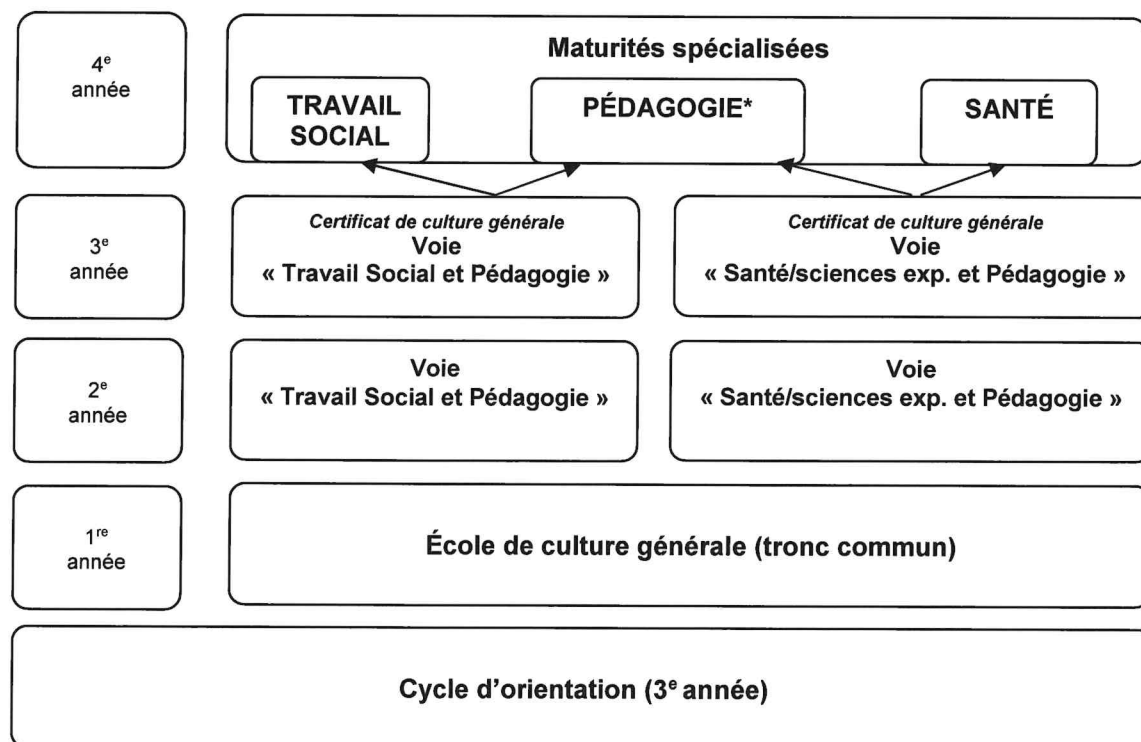 4e
année
Maturités spécialisées
TRAVAIL
SOCIAL
PÉDAGOGIE*
SANTÉ
3e
année
Certificat de culture générale
Voie
« Travail Social et Pédagogie »
Certificat de culture générale
Voie
« Santé/sciences exp. et Pédagogie »
2e
année
Voie
« Travail Social et Pédagogie »
Voie
« Santé/sciences exp. et Pédagogie »
1re
année
École de culture générale (tronc commun)
Cycle d'orientation (3e année)